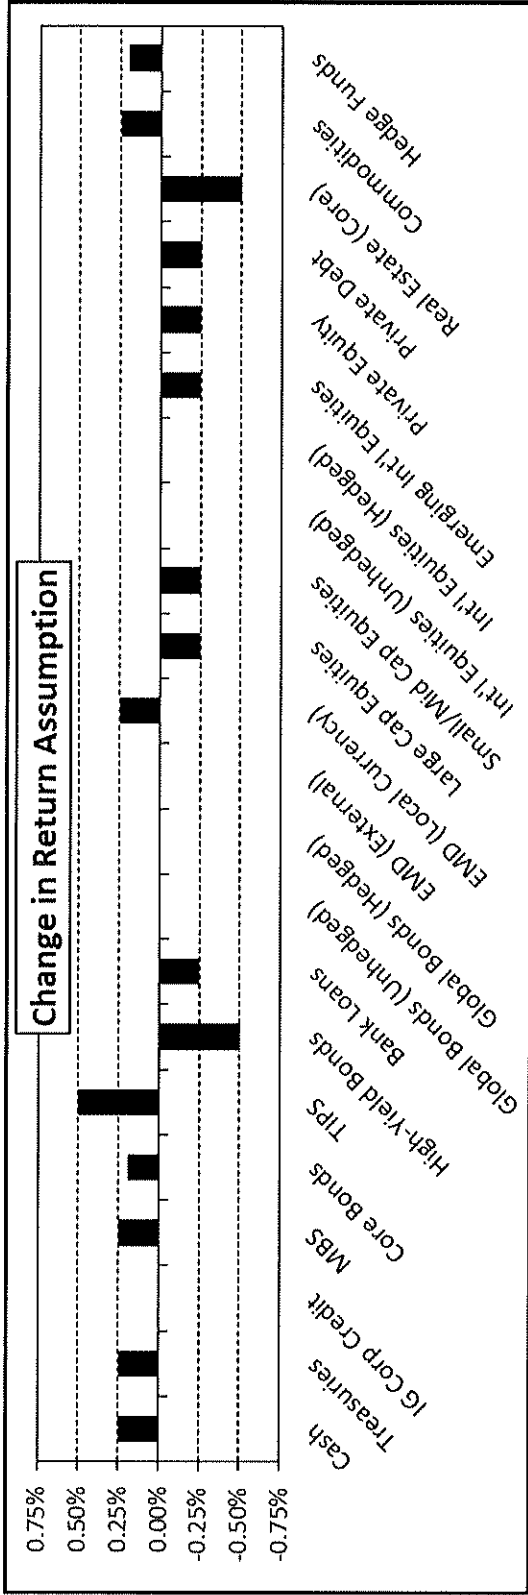 Change in Return Assumption
0.75%
0.50%
0.25%
0.00%
-0.25%
-0.50%
-0.75%
Cash
Treasuries
IG Corp Credit
MBS
Core Bonds
TIPS
High-Yield Bonds
Bank Loans
Global Bonds (Unhedged)
Global Bonds (Hedged)
EMD (External)
EMD (Local Currency)
Large Cap Equities
Small/Mid Cap Equities
Int'l Equities (Unhedged)
Int'l Equities (Hedged)
Emerging Int'l Equities
Private Equity
Private Debt
Real Estate (Core)
Commodities
Hedge Funds